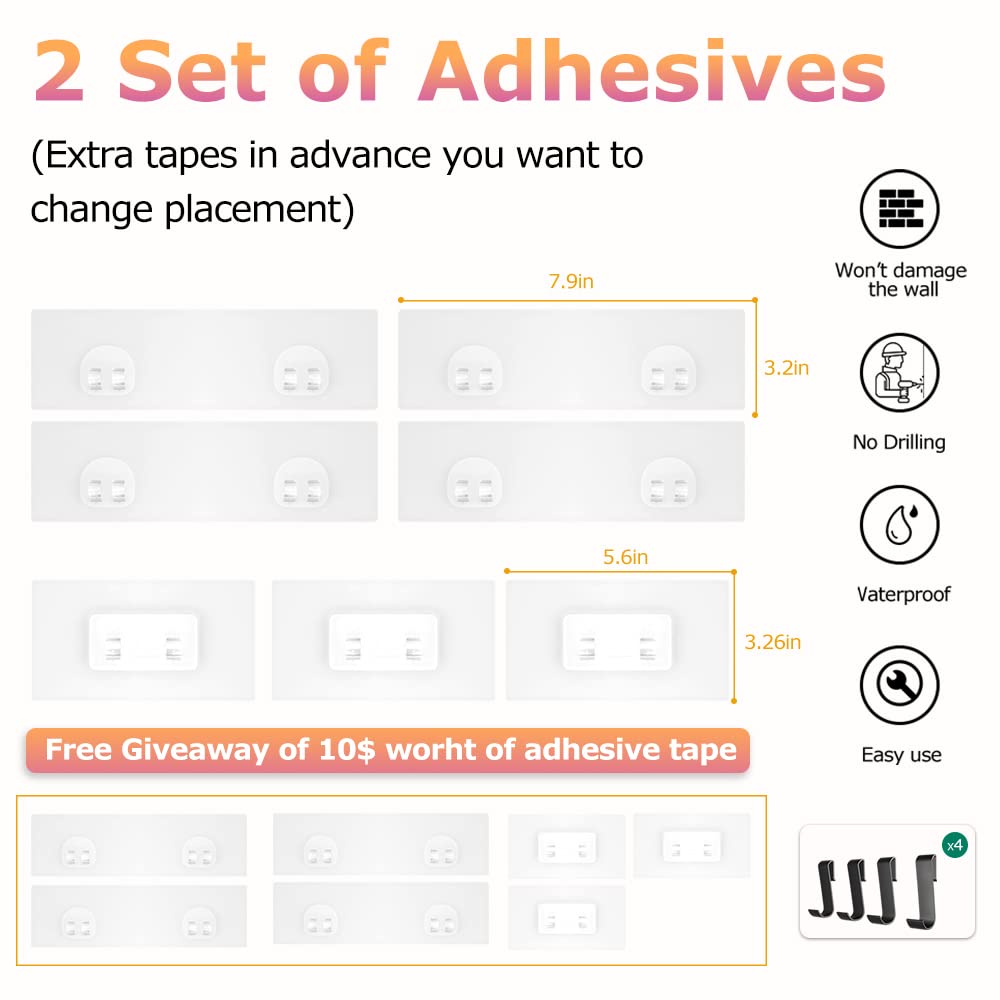 2 Set of Adhesives
(Extra tapes in advance you want to
change placement)
Won't damage
the wall
7.9in
3.2in
No Drilling
5.6in
Vaterproof
3.26in
Free Giveaway of 10$ worht of adhesive tape
Easy use
x4